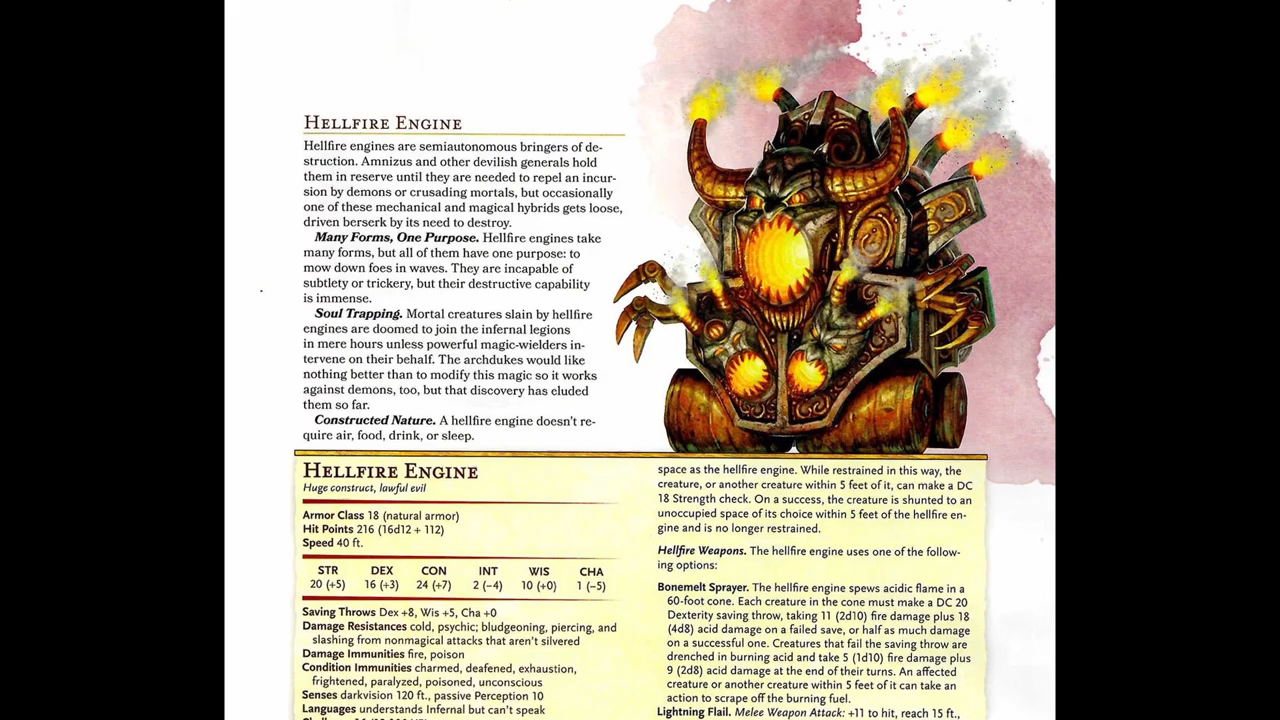 HELLFIRE ENGINE
Hellfire engines are semiautonomous bringers of de-
struction. Amnizus and other devilish generals hold
them in reserve until they are needed to repel an incur-
sion by demons or crusading mortals, but occasionally
one of these mechanical and magical hybrids gets loose,
driven berserk by its need to destroy.
Many Forms, One Purpose. Hellfire engines take
many forms, but all of them have one purpose: to
mow down foes in waves. They are incapable of
subtlety or trickery, but their destructive capability
is immense.
Soul Trapping. Mortal creatures slain by hellfire
engines are doomed to join the infernal legions
in mere hours unless powerful magic-wielders in-
tervene on their behalf. The archdukes would like
nothing better than to modify this magic so it works
against demons, too, but that discovery has eluded
them so far.
Constructed Nature. A hellfire engine doesn't re-
quire air, food, drink, or sleep.
HELLFIRE ENGINE
Huge construct, lawful evil
Armor Class 18 (natural armor)
Hit Points 216 (16d12 + 112)
Speed 40 ft.
STR DEX CON INT WIS CHA
20 (+5) 16 (+3) 24 (+7) 2 (−4) 10 (+0) 1 (−5)
Saving Throws Dex +8, Wis +5, Cha +0
Damage Resistances cold, psychic; bludgeoning, piercing, and
slashing from nonmagical attacks that aren't silvered
Damage Immunities fire, poison
Condition Immunities charmed, deafened, exhaustion,
frightened, paralyzed, poisoned, unconscious
Senses darkvision 120 ft., passive Perception 10
Languages understands Infernal but can't speak
space as the hellfire engine. While restrained in this way, the
creature, or another creature within 5 feet of it, can make a DC
18 Strength check. On a success, the creature is shunted to an
unoccupied space of its choice within 5 feet of the hellfire en-
gine and is no longer restrained.
Hellfire Weapons. The hellfire engine uses one of the follow-
ing options:
Bonemelt Sprayer. The hellfire engine spews acidic flame in a
60-foot cone. Each creature in the cone must make a DC 20
Dexterity saving throw, taking 11 (2d10) fire damage plus 18
(4d8) acid damage on a failed save, or half as much damage
on a successful one. Creatures that fail the saving throw are
drenched in burning acid and take 5 (1d10) fire damage plus
9 (2d8) acid damage at the end of their turns. An affected
creature or another creature within 5 feet of it can take an
action to scrape off the burning fuel.
Lightning Flail. Melee Weapon Attack: +11 to hit, reach 15 ft.,